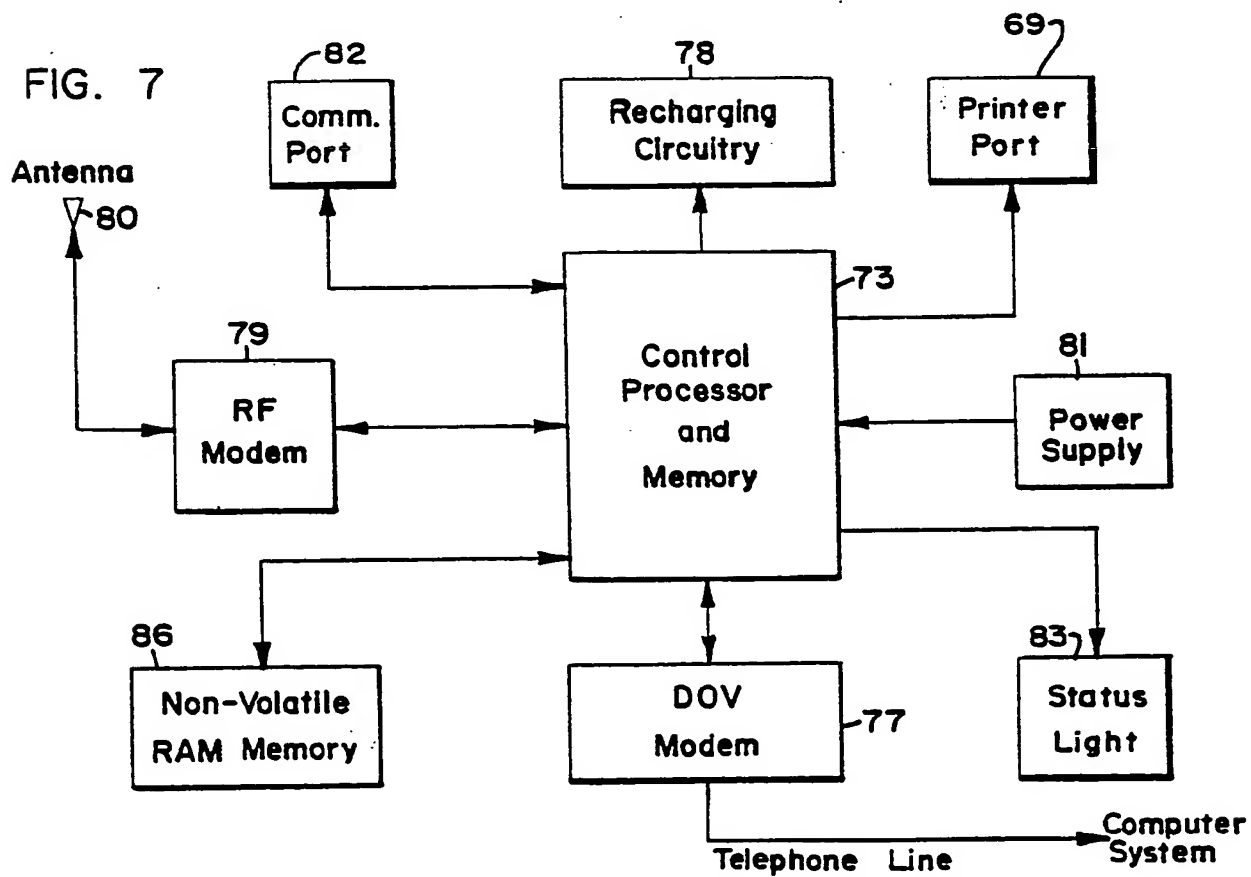 FIG. 7
82
78
69
Comm.
Port
Recharging
Circuitry
Printer
Port
Antenna
80
73
79
RF
Modem
Control
Processor
and
Memory
81
Power
Supply
86
Non-Volatile
RAM Memory
DOV
Modem
77
83
Status
Light
Telephone Line
Computer
System